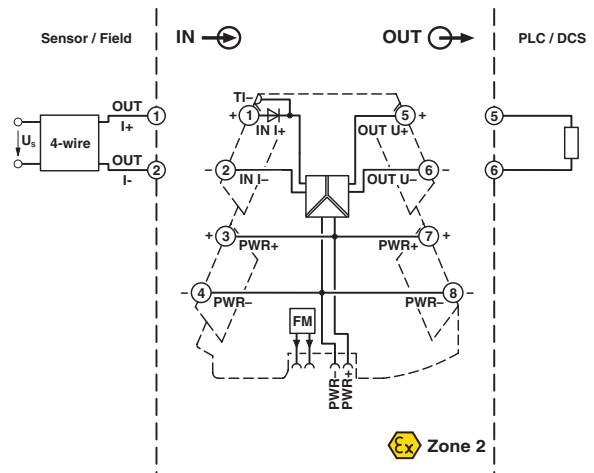 Sensor / Field
IN
OUT
PLC / DCS
TI–
OUT
I+
1
+
1
IN I+
5
+
OUT U+
5
Us
4-wire
OUT
I-
2
–
2
IN I–
OUT U–
6
–
6
+
3
PWR+
PWR+
7
+
–
4
PWR–
PWR–
8
–
FM
PWR–
PWR+
Ex
Zone 2